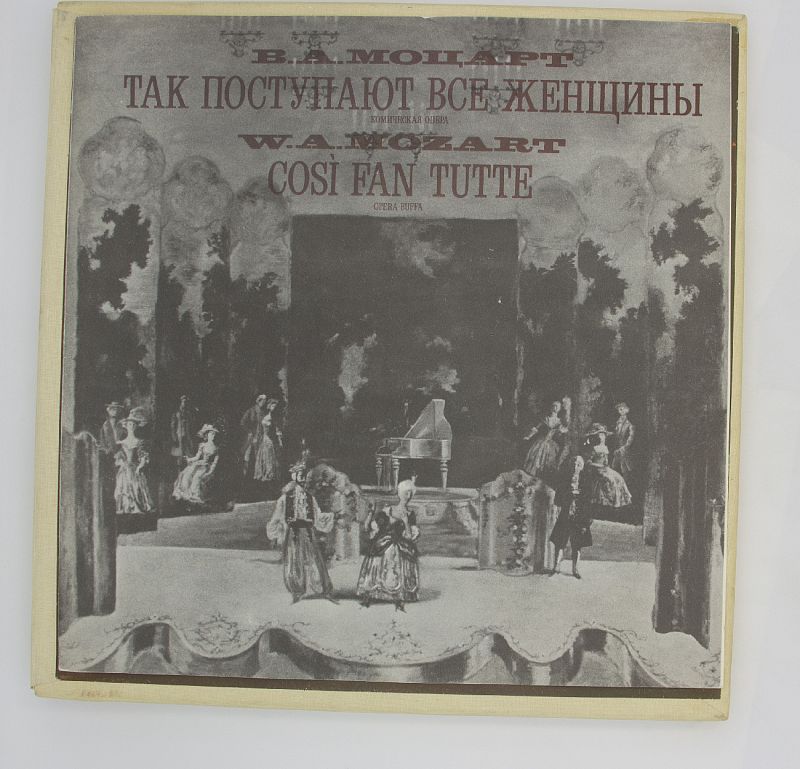 В.А.МОЦАРТ
ТАК ПОСТУПАЮТ ВСЕ ЖЕНЩИНЫ
КОМИЧЕСКАЯ ОПЕРА
W.A.MOZART
COSÌ FAN TUTTE
OPERA BUFFA